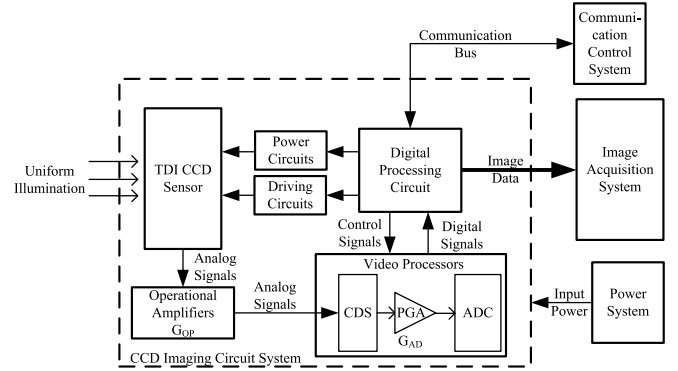 Communi-
cation
Control
System
Communication
Bus
Uniform
Illumination
TDI CCD
Sensor
Power
Circuits
Driving
Circuits
Digital
Processing
Circuit
Image
Data
Image
Acquisition
System
Control
Signals
Digital
Signals
Analog
Signals
Operational
Amplifiers
G_OP
Analog
Signals
Video Processors
CDS
PGA
G_AD
ADC
Input
Power
Power
System
CCD Imaging Circuit System